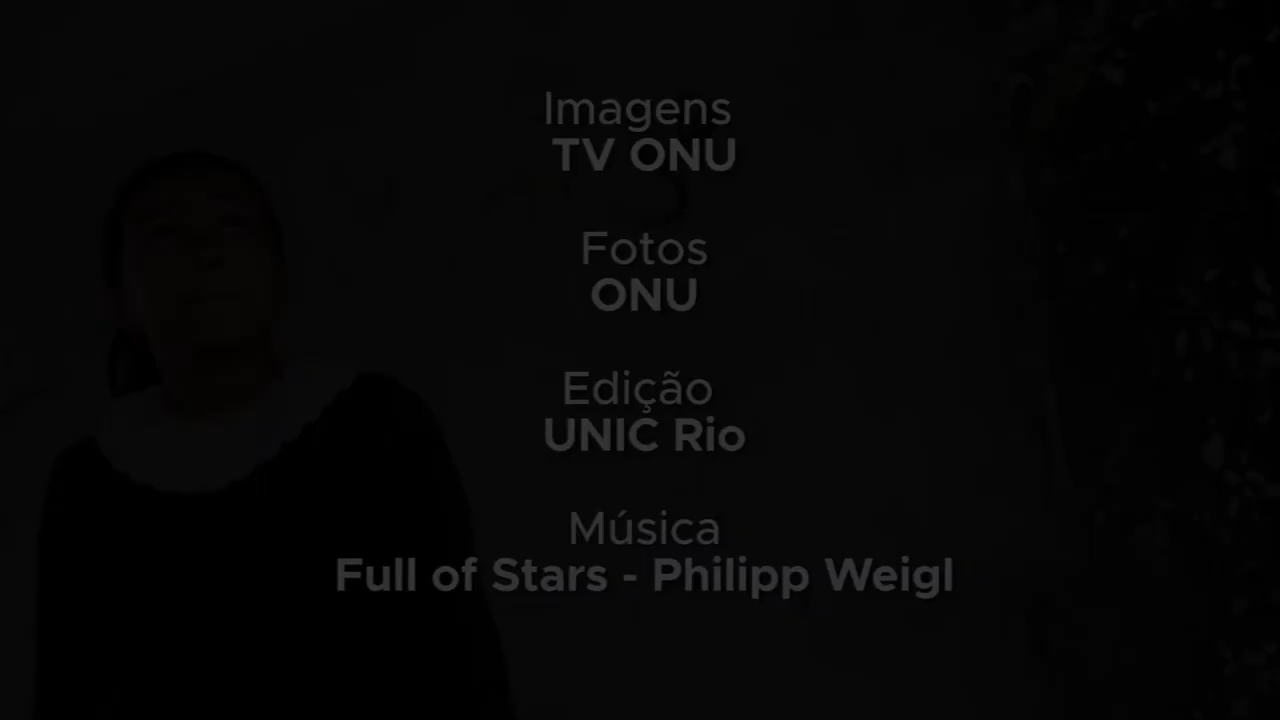 Imagens
TV ONU
Fotos
ONU
Edição
UNIC Rio
Música
Full of Stars - Philipp Weigl